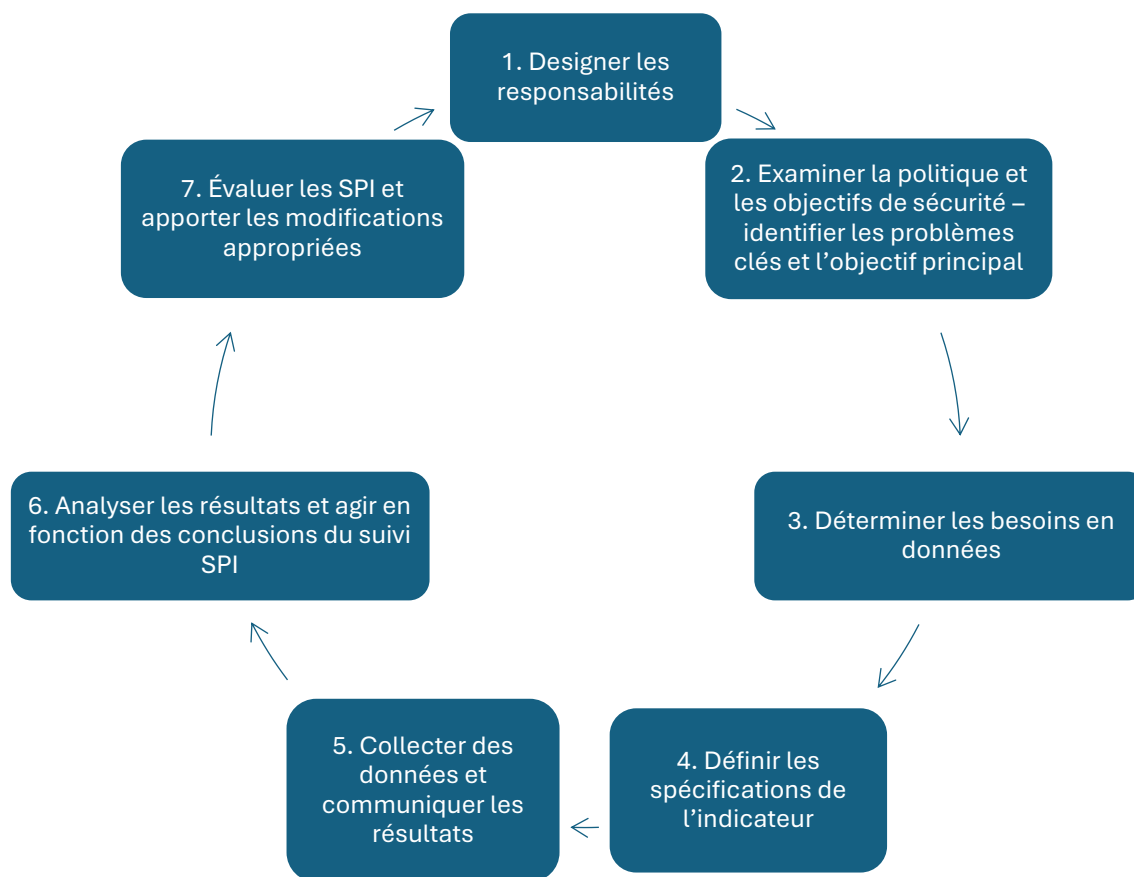 1. Designer les
responsabilités
2. Examiner la politique et
les objectifs de sécurité –
identifier les problèmes
clés et l’objectif principal
3. Déterminer les besoins en
données
4. Définir les
spécifications de
l’indicateur
5. Collecter des
données et
communiquer les
résultats
6. Analyser les résultats et agir en
fonction des conclusions du suivi
SPI
7. Évaluer les SPI et
apporter les modifications
appropriées